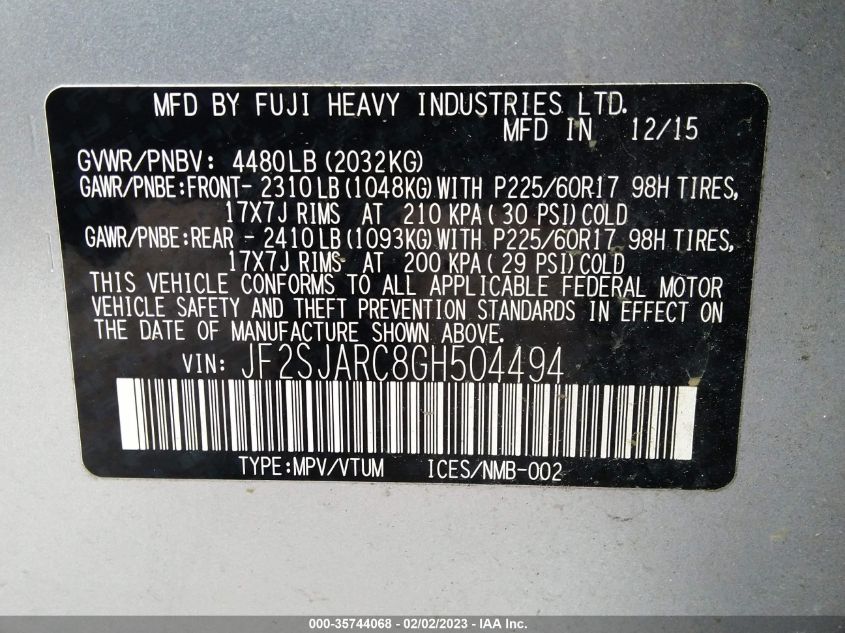 MFD BY FUJI HEAVY INDUSTRIES LTD.
MFD IN 12/15
GVWR/PNBV: 4480LB (2032KG)
GAWR/PNBE:FRONT- 2310LB (1048KG) WITH P225/60R17 98H TIRES,
17X7J RIMS AT 210 KPA( 30 PSI) COLD
GAWR/PNBE:REAR - 2410LB (1093KG) WITH P225/60R17 98H TIRES,
17X7J RIMS AT 200 KPA( 29 PSI) COLD
THIS VEHICLE CONFORMS TO ALL APPLICABLE FEDERAL MOTOR
VEHICLE SAFETY AND THEFT PREVENTION STANDARDS IN EFFECT ON
THE DATE OF MANUFACTURE SHOWN ABOVE.
VIN: JF2SJARC8GH504494
TYPE:MPV/VTUM ICES/NMB-002
000-35744068 - 02/02/2023 - IAA Inc.